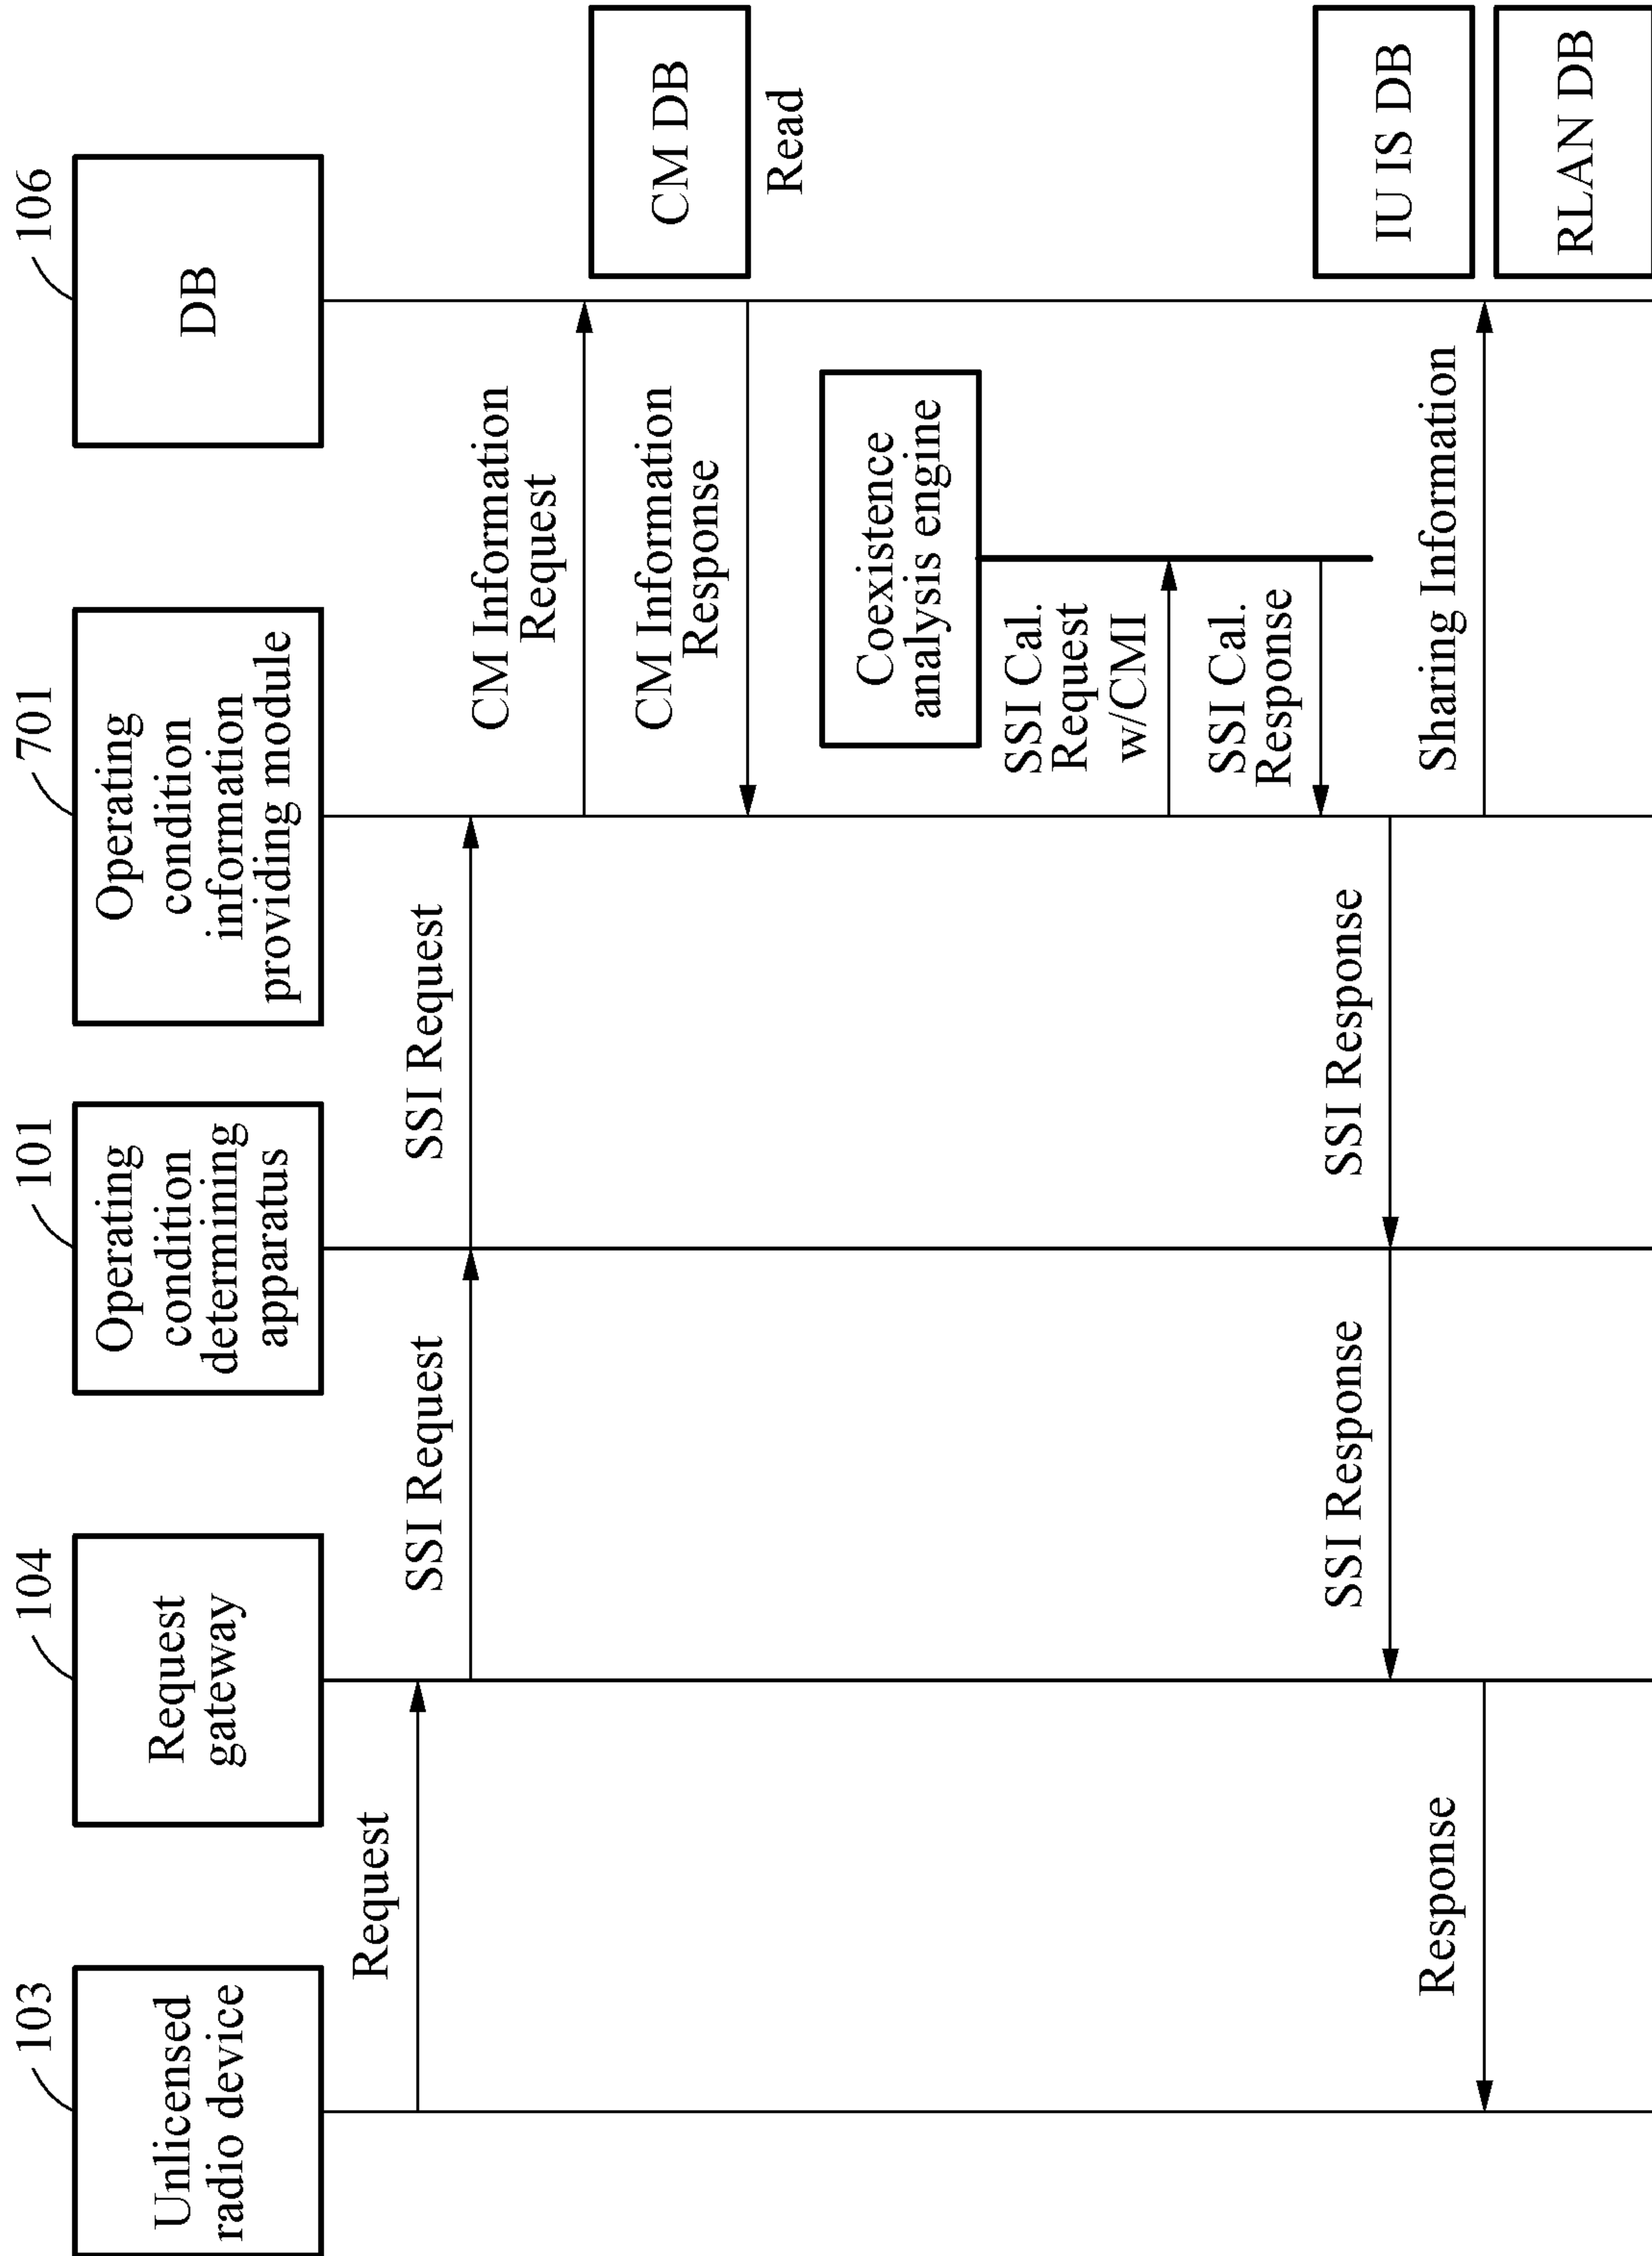 103
Unlicensed
radio device
104
Request
gateway
101
Operating
condition
determining
apparatus
701
Operating
condition
information
providing module
106
DB
Request
SSI Request
SSI Request
CM Information
Request
CM DB
Read
CM Information
Response
Coexistence
analysis engine
SSI Cal.
Request
w/CMI
SSI Cal.
Response
SSI Response
SSI Response
Response
Sharing Information
IU IS DB
RLAN DB